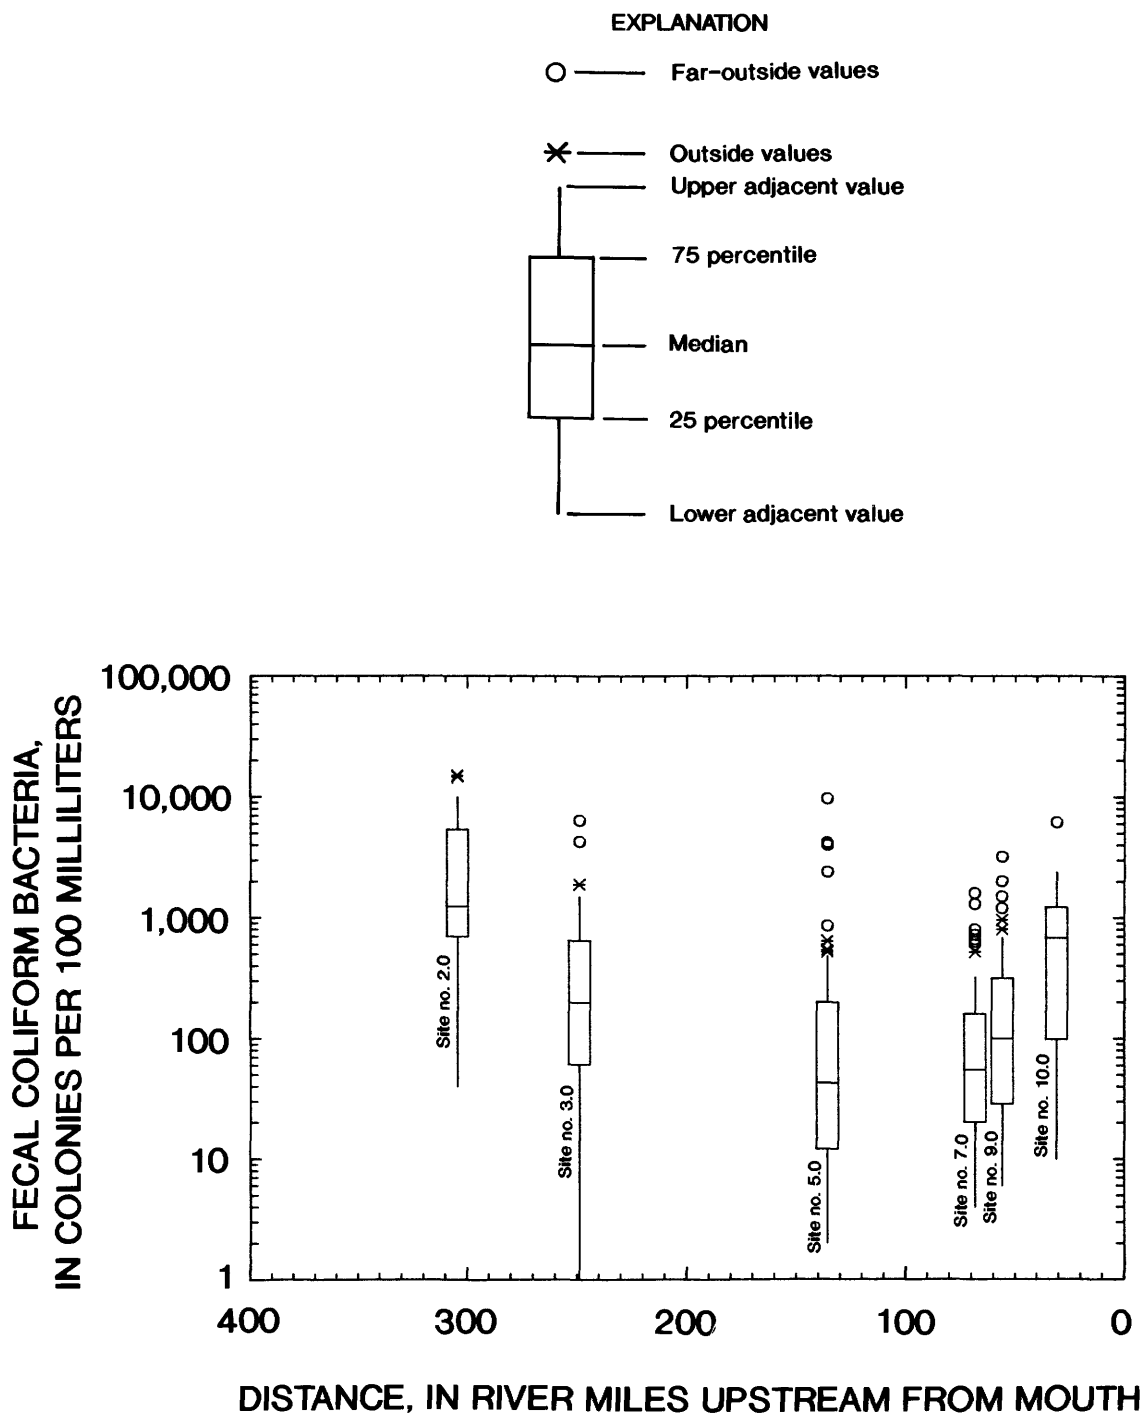 EXPLANATION
Far-outside values
Outside values
Upper adjacent value
75 percentile
Median
25 percentile
Lower adjacent value
FECAL COLIFORM BACTERIA,
IN COLONIES PER 100 MILLILITERS
100,000
10,000
1,000
100
10
1
Site no. 2.0
Site no. 3.0
Site no. 5.0
Site no. 7.0
Site no. 9.0
Site no. 10.0
400
300
200
100
0
DISTANCE, IN RIVER MILES UPSTREAM FROM MOUTH